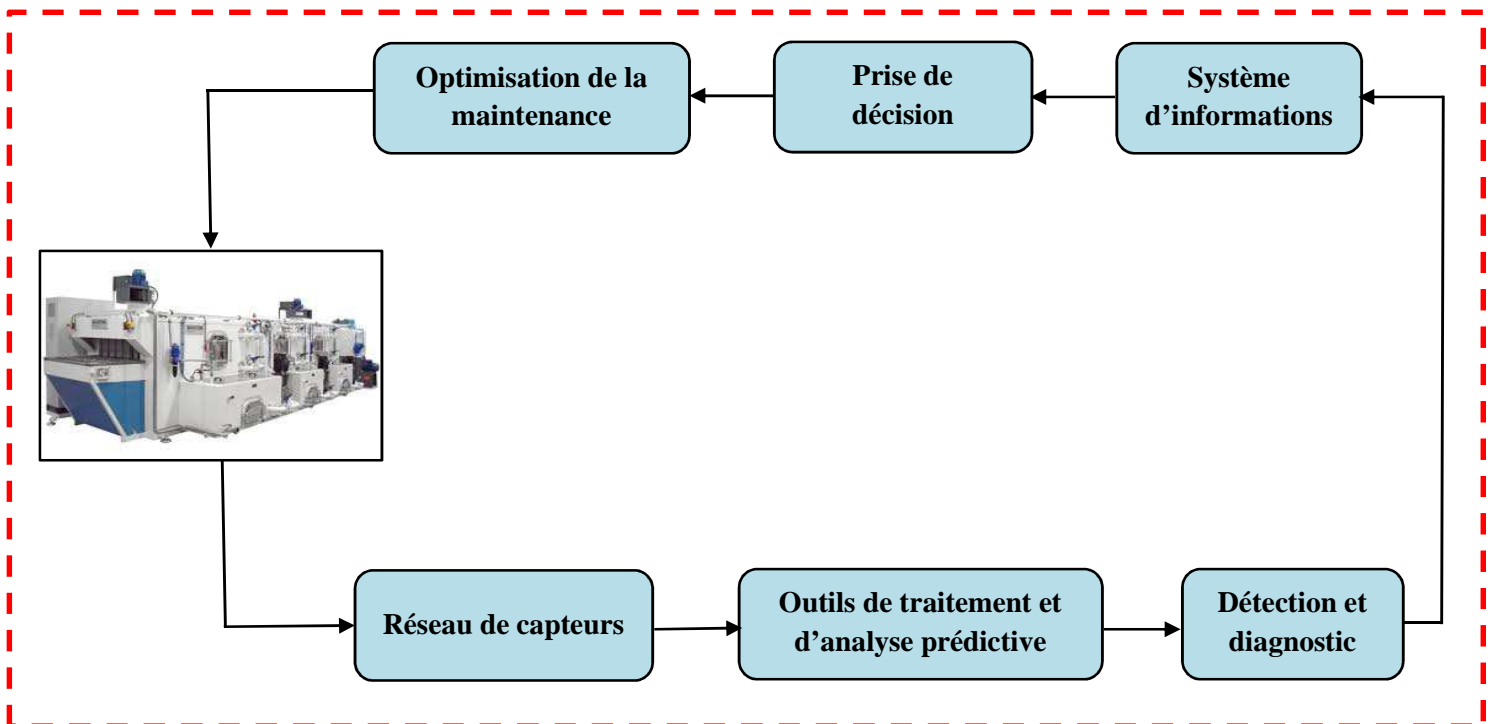 Optimisation de la
maintenance
Prise de
décision
Système
d’informations
Réseau de capteurs
Outils de traitement et
d’analyse prédictive
Détection et
diagnostic